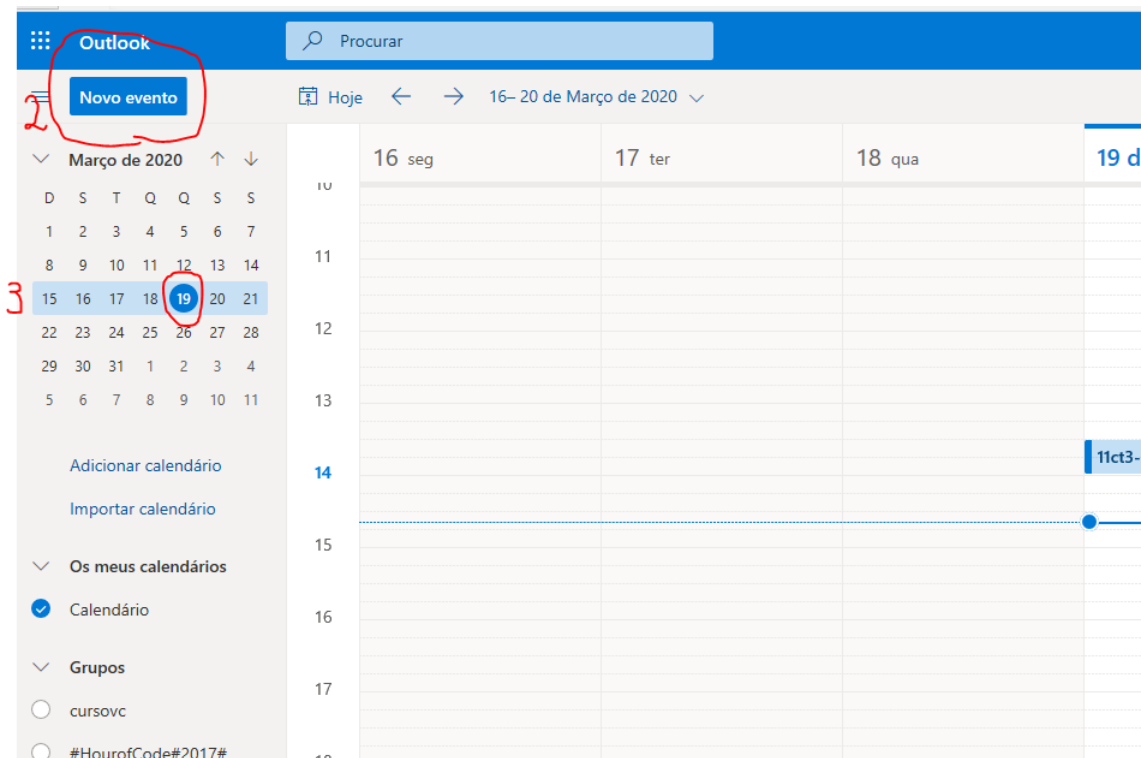 Outlook
Procurar
2
Novo evento
Hoje
16– 20 de Março de 2020
Março de 2020
16 seg
17 ter
18 qua
19 d
D S T Q Q S S
1 2 3 4 5 6 7
8 9 10 11 12 13 14
3
15 16 17 18 19 20 21
22 23 24 25 26 27 28
29 30 31 1 2 3 4
5 6 7 8 9 10 11
10
11
12
13
14
15
16
17
11ct3-
Adicionar calendário
Importar calendário
Os meus calendários
Calendário
Grupos
cursovc
#HourofCode#2017#